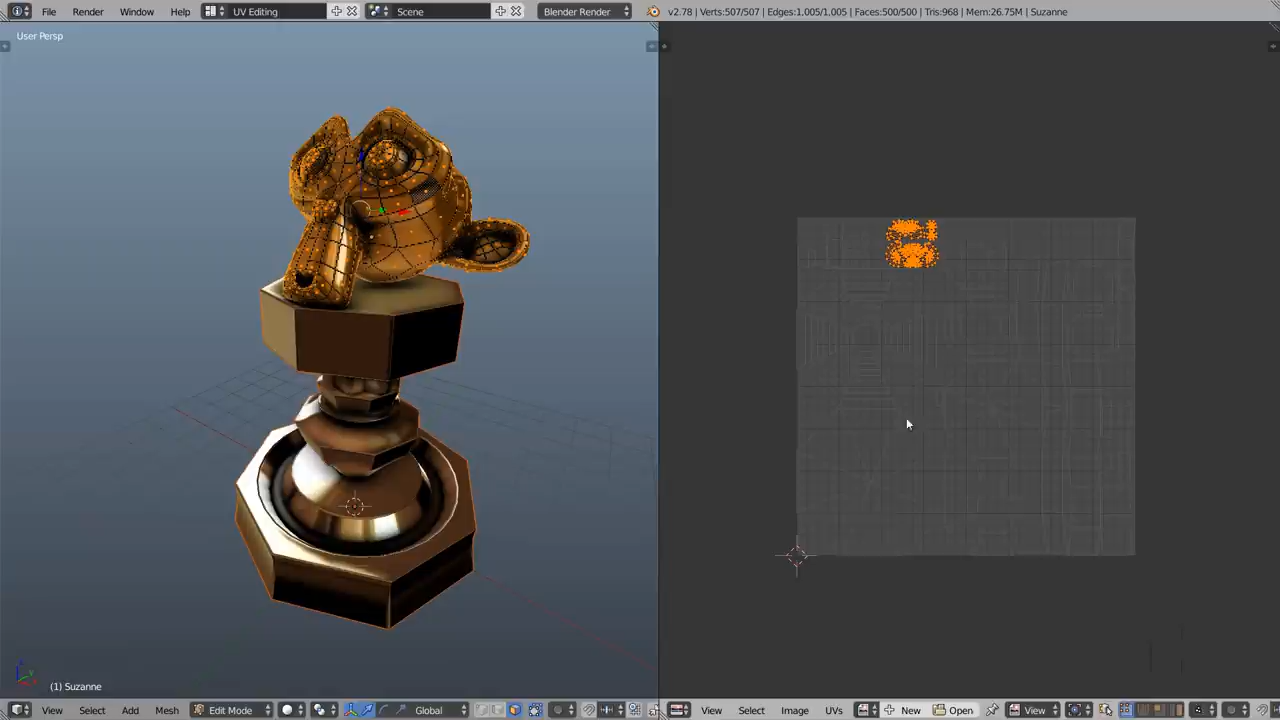 File Render Window Help UV Editing Scene Blender Render v2.78 | Verts:507/507 | Edges:1,005/1,005 | Faces:500/500 | Tris:968 | Mem:26.75M | Suzanne
User Persp
(1) Suzanne
View Select Add Mesh Edit Mode Global View Select Image UVs New Open View